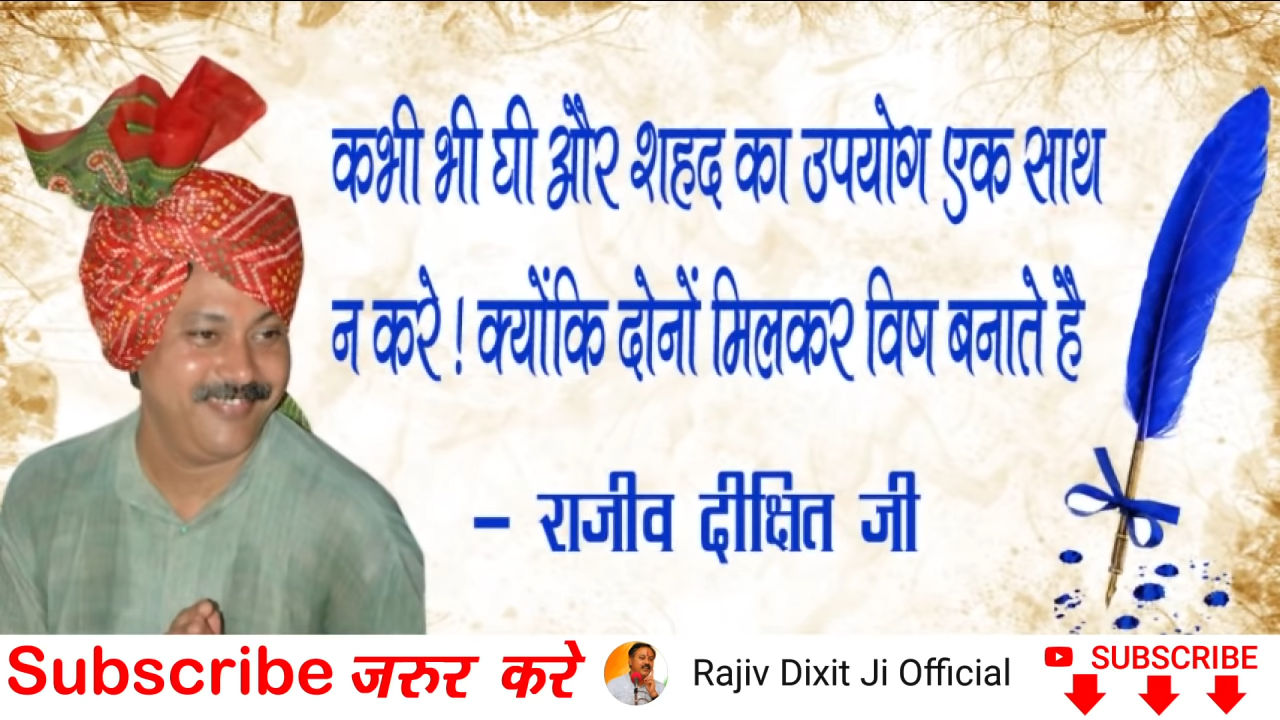 कभी भी घी और शहद का उपयोग एक साथ
न करे ! क्योंकि दोनों मिलकर विष बनाते है
- राजीव दीक्षित जी
Subscribe जरुर करे
Rajiv Dixit Ji Official
SUBSCRIBE